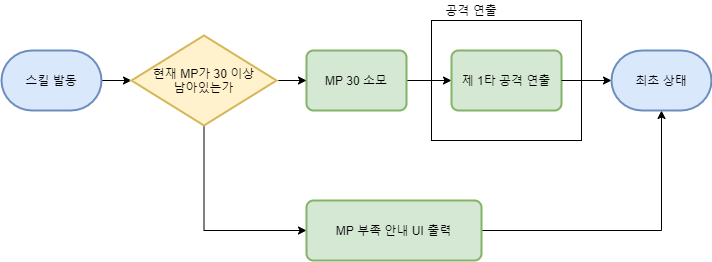 공격 연출
스킬 발동
현재 MP가 30 이상
남아있는가
MP 30 소모
제 1타 공격 연출
최초 상태
MP 부족 안내 UI 출력